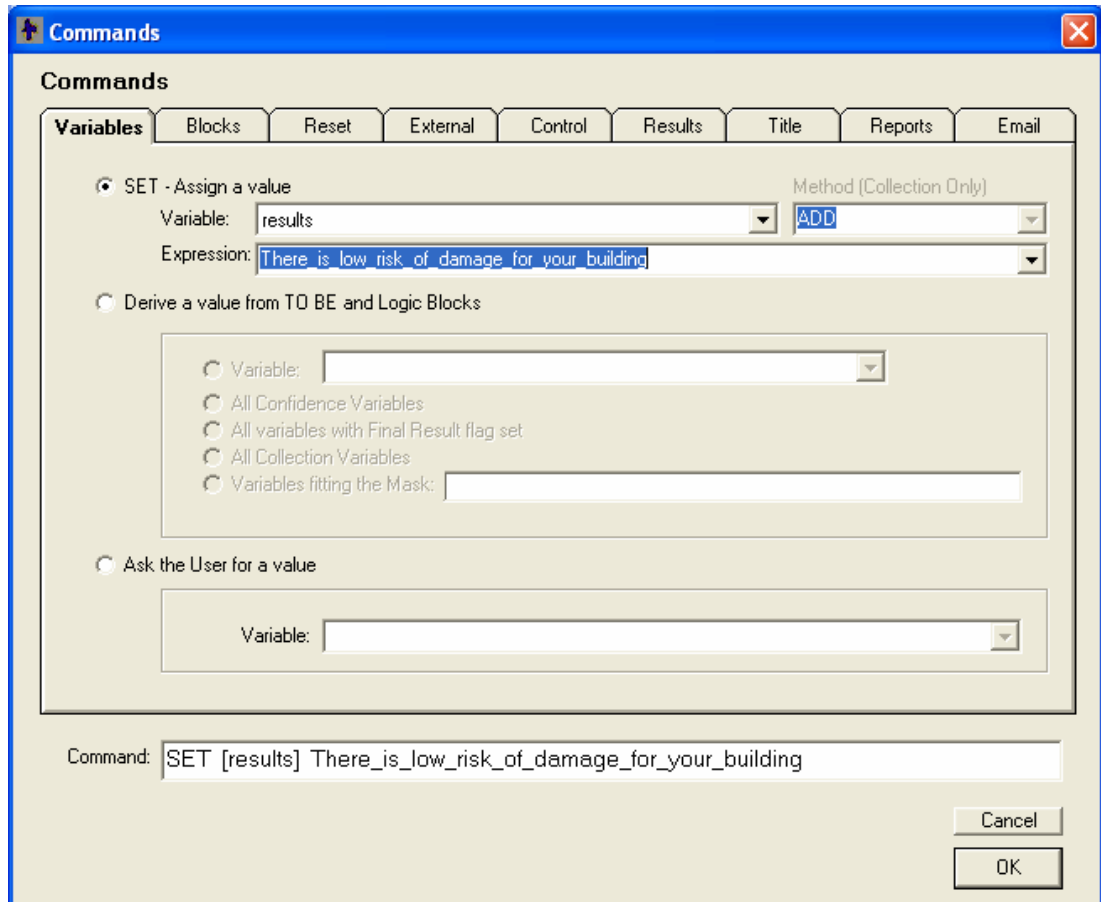 Commands
Commands
Variables Blocks Reset External Control Results Title Reports Email
SET - Assign a value Method (Collection Only)
Variable: results ADD
Expression: There_is_low_risk_of_damage_for_your_building
Derive a value from TO BE and Logic Blocks
Variable:
All Confidence Variables
All variables with Final Result flag set
All Collection Variables
Variables fitting the Mask:
Ask the User for a value
Variable:
Command: SET [results] There_is_low_risk_of_damage_for_your_building
Cancel
OK